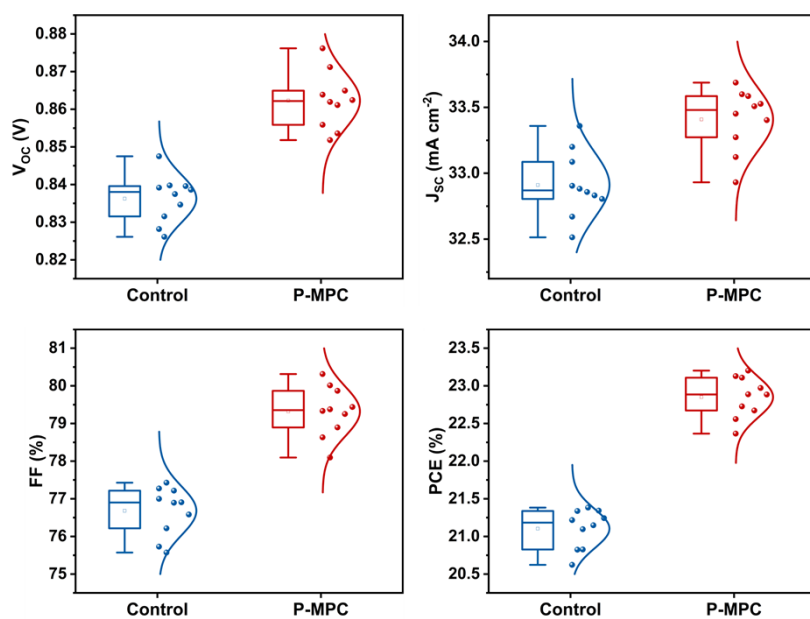 V_OC (V)
0.88
0.87
0.86
0.85
0.84
0.83
0.82
Control
P-MPC
J_SC (mA cm⁻²)
34.0
33.5
33.0
32.5
Control
P-MPC
FF (%)
81
80
79
78
77
76
75
Control
P-MPC
PCE (%)
23.5
23.0
22.5
22.0
21.5
21.0
20.5
Control
P-MPC